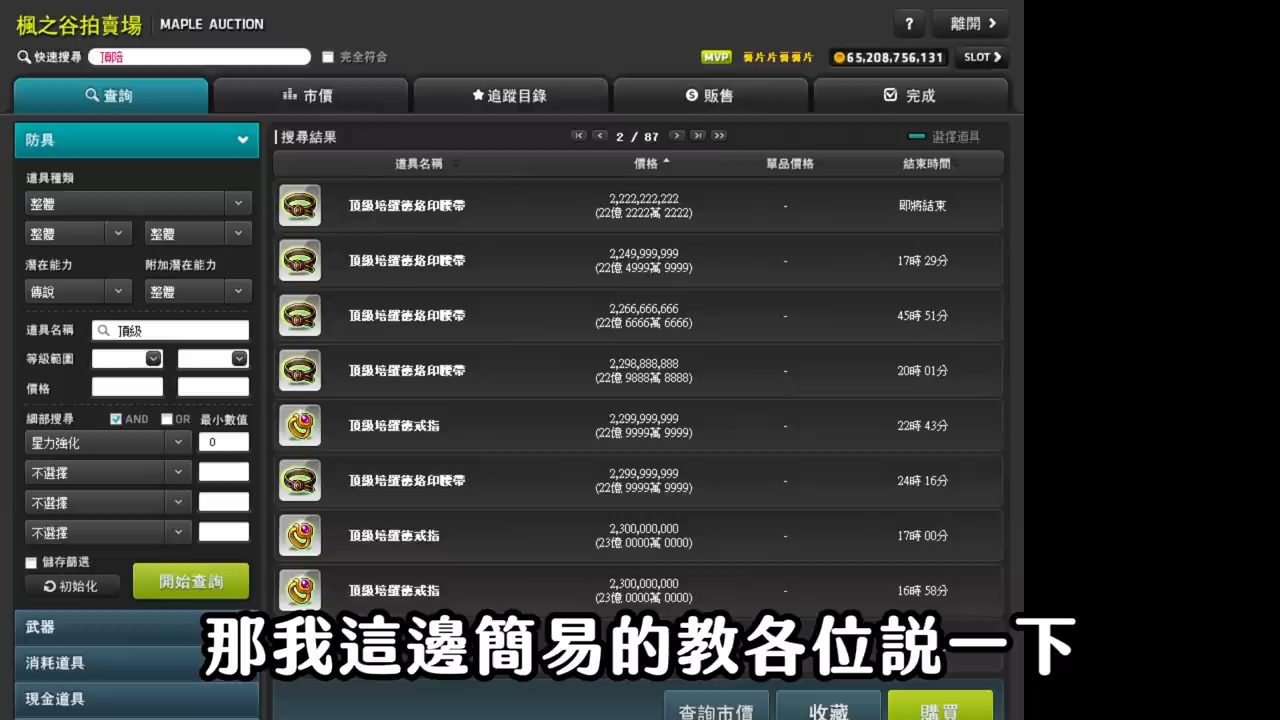 楓之谷拍賣場 MAPLE AUCTION
? 離開
快速搜尋 頂陪 完全符合
MVP 65,208,756,131 SLOT
查詢 市價 追蹤目錄 販售 完成
防具
道具種類
整體
整體 整體
潛在能力 附加潛在能力
傳說 整體
道具名稱 頂級
等級範圍
價格
細部搜尋 AND OR 最小數值
星力強化 0
不選擇
不選擇
不選擇
儲存篩選
初始化 開始查詢
武器
消耗道具
現金道具
搜尋結果 2 / 87 選擇道具
道具名稱 價格 單品價格 結束時間
頂級培羅德烙印腰帶 2,222,222,222 - 即將結束
(22億 2222萬 2222)
頂級培羅德烙印腰帶 2,249,999,999 - 17時 29分
(22億 4999萬 9999)
頂級培羅德烙印腰帶 2,266,666,666 - 45時 51分
(22億 6666萬 6666)
頂級培羅德烙印腰帶 2,298,888,888 - 20時 01分
(22億 9888萬 8888)
頂級培羅德戒指 2,299,999,999 - 22時 43分
(22億 9999萬 9999)
頂級培羅德烙印腰帶 2,299,999,999 - 24時 16分
(22億 9999萬 9999)
頂級培羅德戒指 2,300,000,000 - 17時 00分
(23億 0000萬 0000)
頂級培羅德戒指 2,300,000,000 - 16時 58分
(23億 0000萬 0000)
那我這邊簡易的教各位説一下
查詢市價 收藏 購買